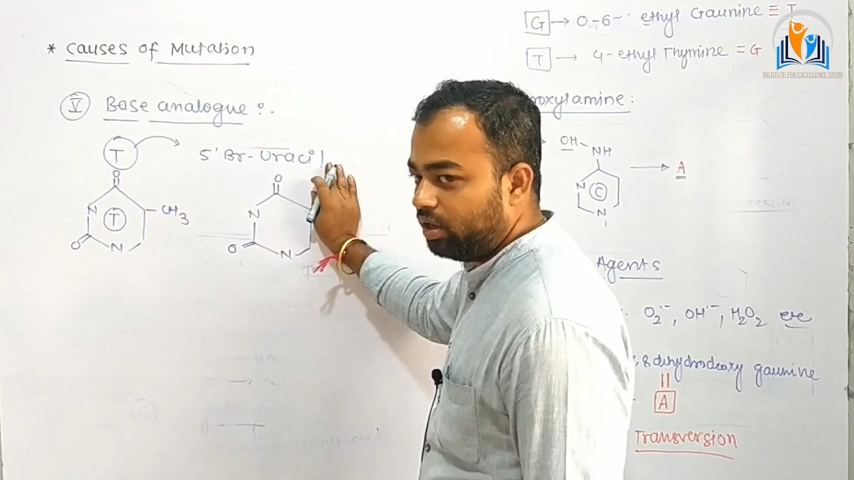 * Causes of Mutation
V Base analogue :-
T → 5' Br-Uracil
O
N T CH3
O N
O
N
O N
T
G → O-6- ethyl Gaunine ≡ T
T → 4-ethyl Thymine = G
INSTITUTE FOR EXCELLENCE STUDY
oxylamine:
OH NH
C
N
→ A
Agents
O2˙⁻, OH˙⁻, H2O2 etc
8 dihydrodeoxy gaunine
A
Transversion